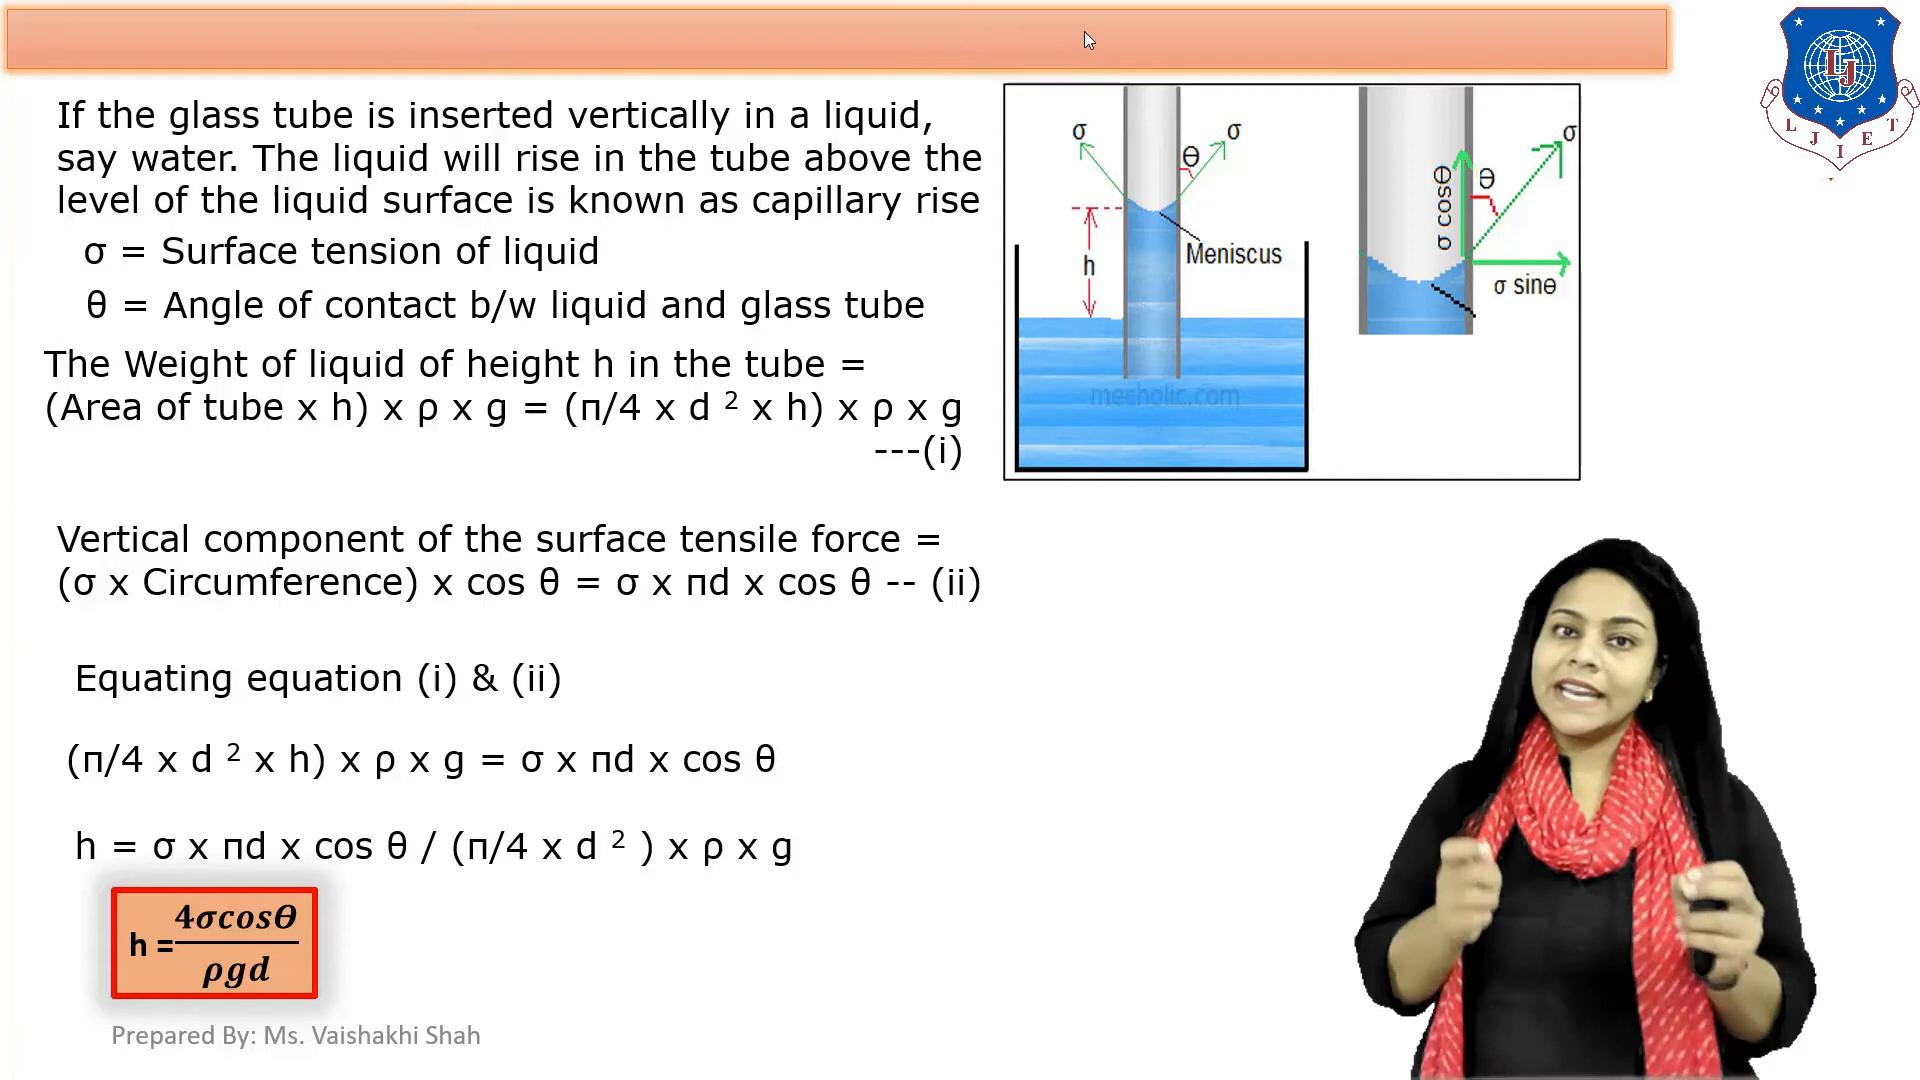 If the glass tube is inserted vertically in a liquid,
say water. The liquid will rise in the tube above the
level of the liquid surface is known as capillary rise
σ = Surface tension of liquid
θ = Angle of contact b/w liquid and glass tube
The Weight of liquid of height h in the tube =
(Area of tube x h) x ρ x g = (π/4 x d ² x h) x ρ x g
---(i)
Vertical component of the surface tensile force =
(σ x Circumference) x cos θ = σ x πd x cos θ -- (ii)
Equating equation (i) & (ii)
(π/4 x d ² x h) x ρ x g = σ x πd x cos θ
h = σ x πd x cos θ / (π/4 x d ² ) x ρ x g
h = 4σcosθ / ρgd
Prepared By: Ms. Vaishakhi Shah
σ
σ
θ
h
Meniscus
mecholic.com
σ
σ cosθ
θ
σ sinθ
LJ
L J I E T